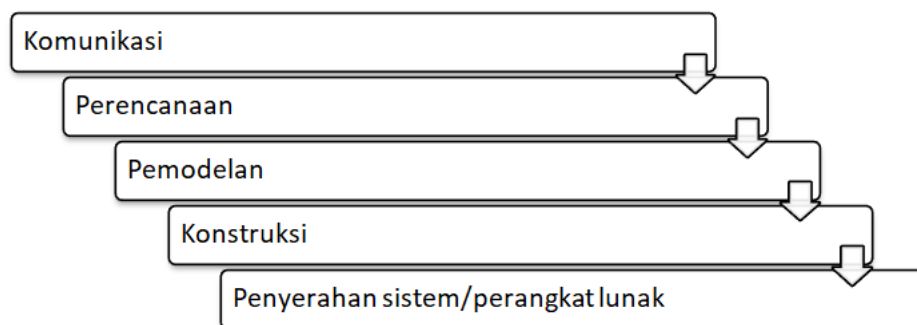 Komunikasi
Perencanaan
Pemodelan
Konstruksi
Penyerahan sistem/perangkat lunak